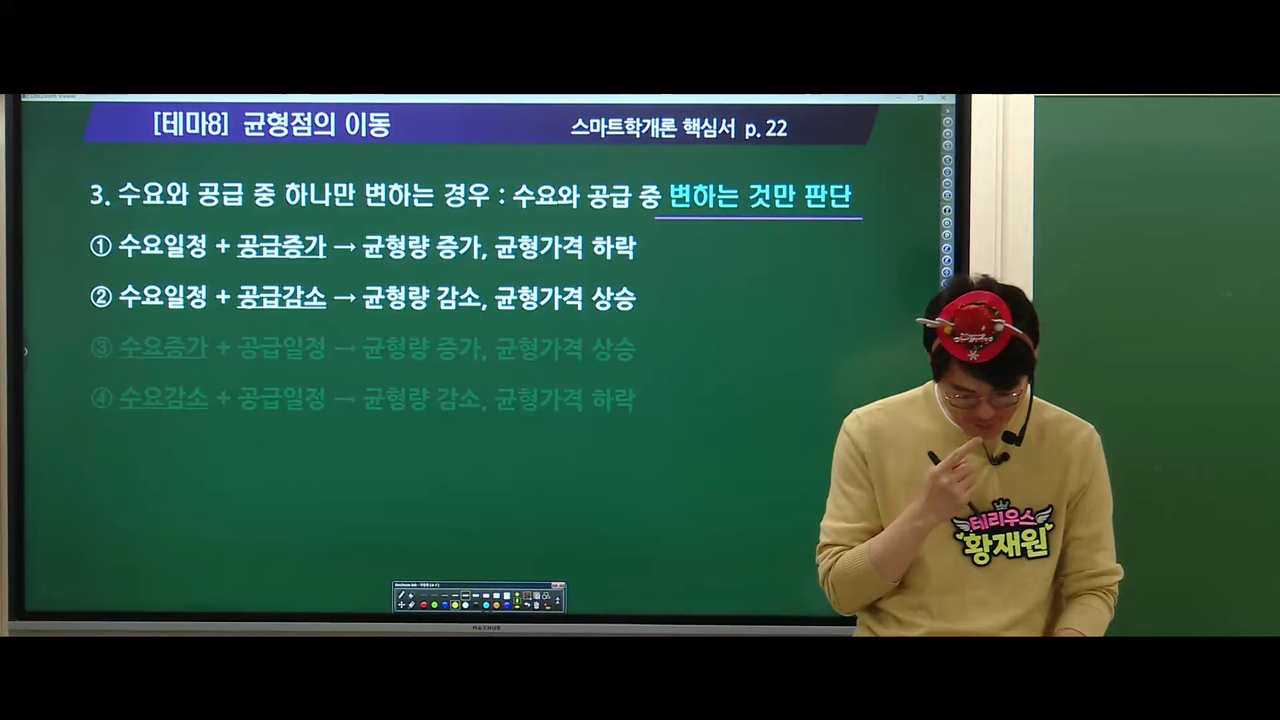 [테마8] 균형점의 이동
스마트학개론 핵심서 p. 22
3. 수요와 공급 중 하나만 변하는 경우 : 수요와 공급 중 변하는 것만 판단
① 수요일정 + 공급증가 → 균형량 증가, 균형가격 하락
② 수요일정 + 공급감소 → 균형량 감소, 균형가격 상승
③ 수요증가 + 공급일정 → 균형량 증가, 균형가격 상승
④ 수요감소 + 공급일정 → 균형량 감소, 균형가격 하락
테리우스
황재원
MAXHUB